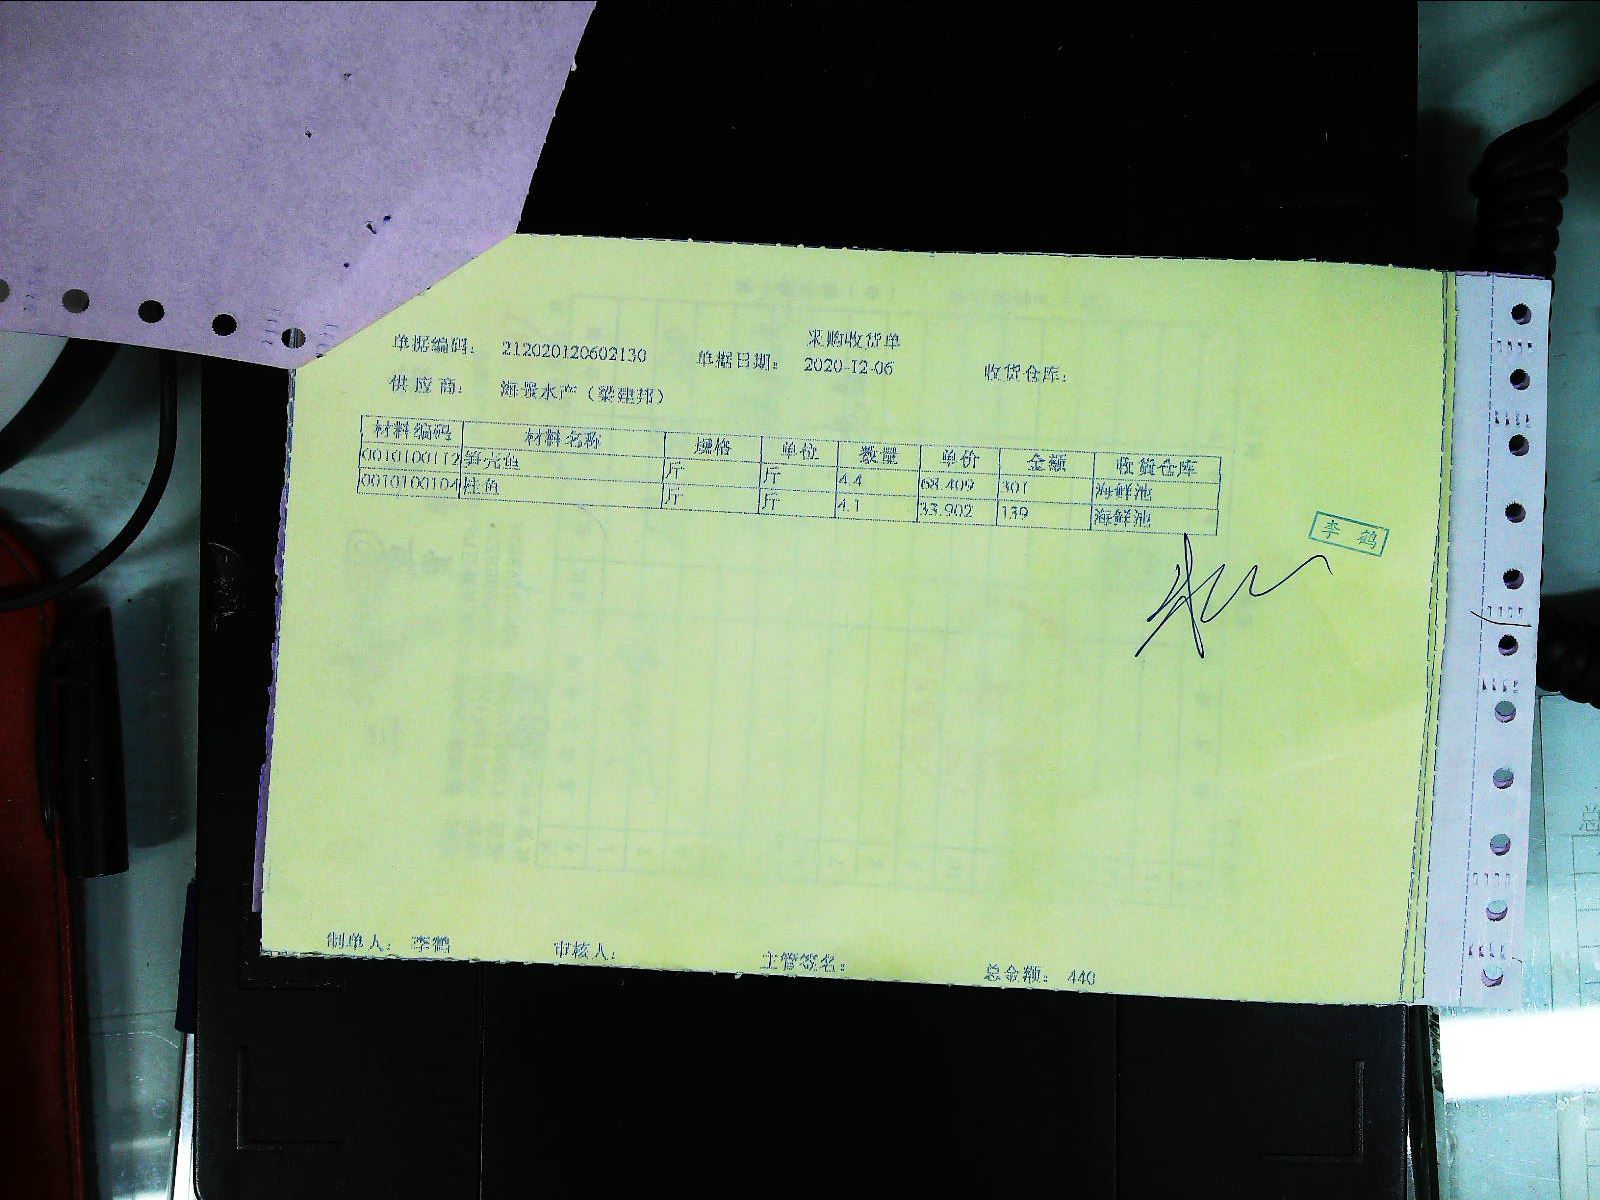 采购收货单
单据编码： 212020120602130 单据日期： 2020-12-06 收货仓库：
供应商： 海景水产（梁建邦）
材料编码 材料名称 规格 单位 数量 单价 金额 收货仓库
0010100112 笋壳鱼 斤 斤 4.4 68.409 301 海鲜池
0010100104 桂鱼 斤 斤 4.1 33.902 139 海鲜池
李鹤
制单人： 李鹤 审核人： 主管签名： 总金额： 440